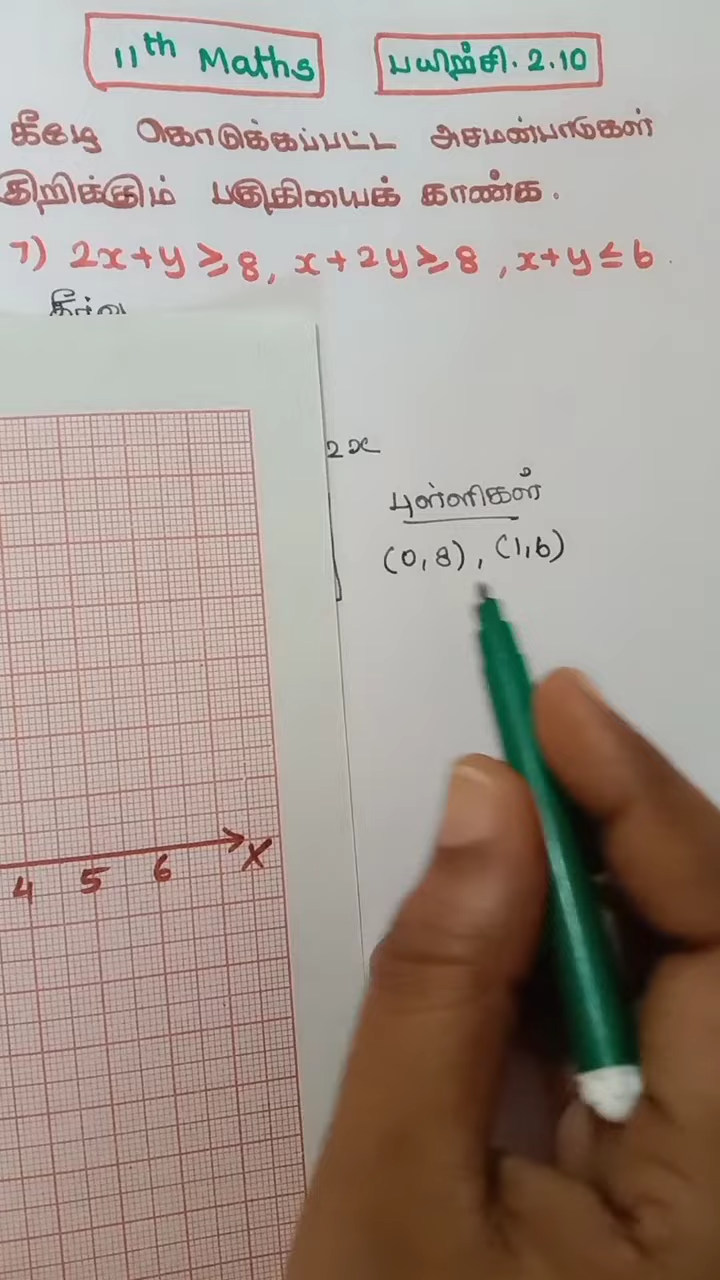 11th Maths பயிற்சி. 2.10
கீழே கொடுக்கப்பட்ட அசமன்பாடுகள்
குறிக்கும் பகுதியைக் காண்க.
7) 2x+y ≥ 8, x+2y ≥ 8, x+y ≤ 6.
தீர்வு
2x
புள்ளிகள்
(0,8), (1,6)
4 5 6 X